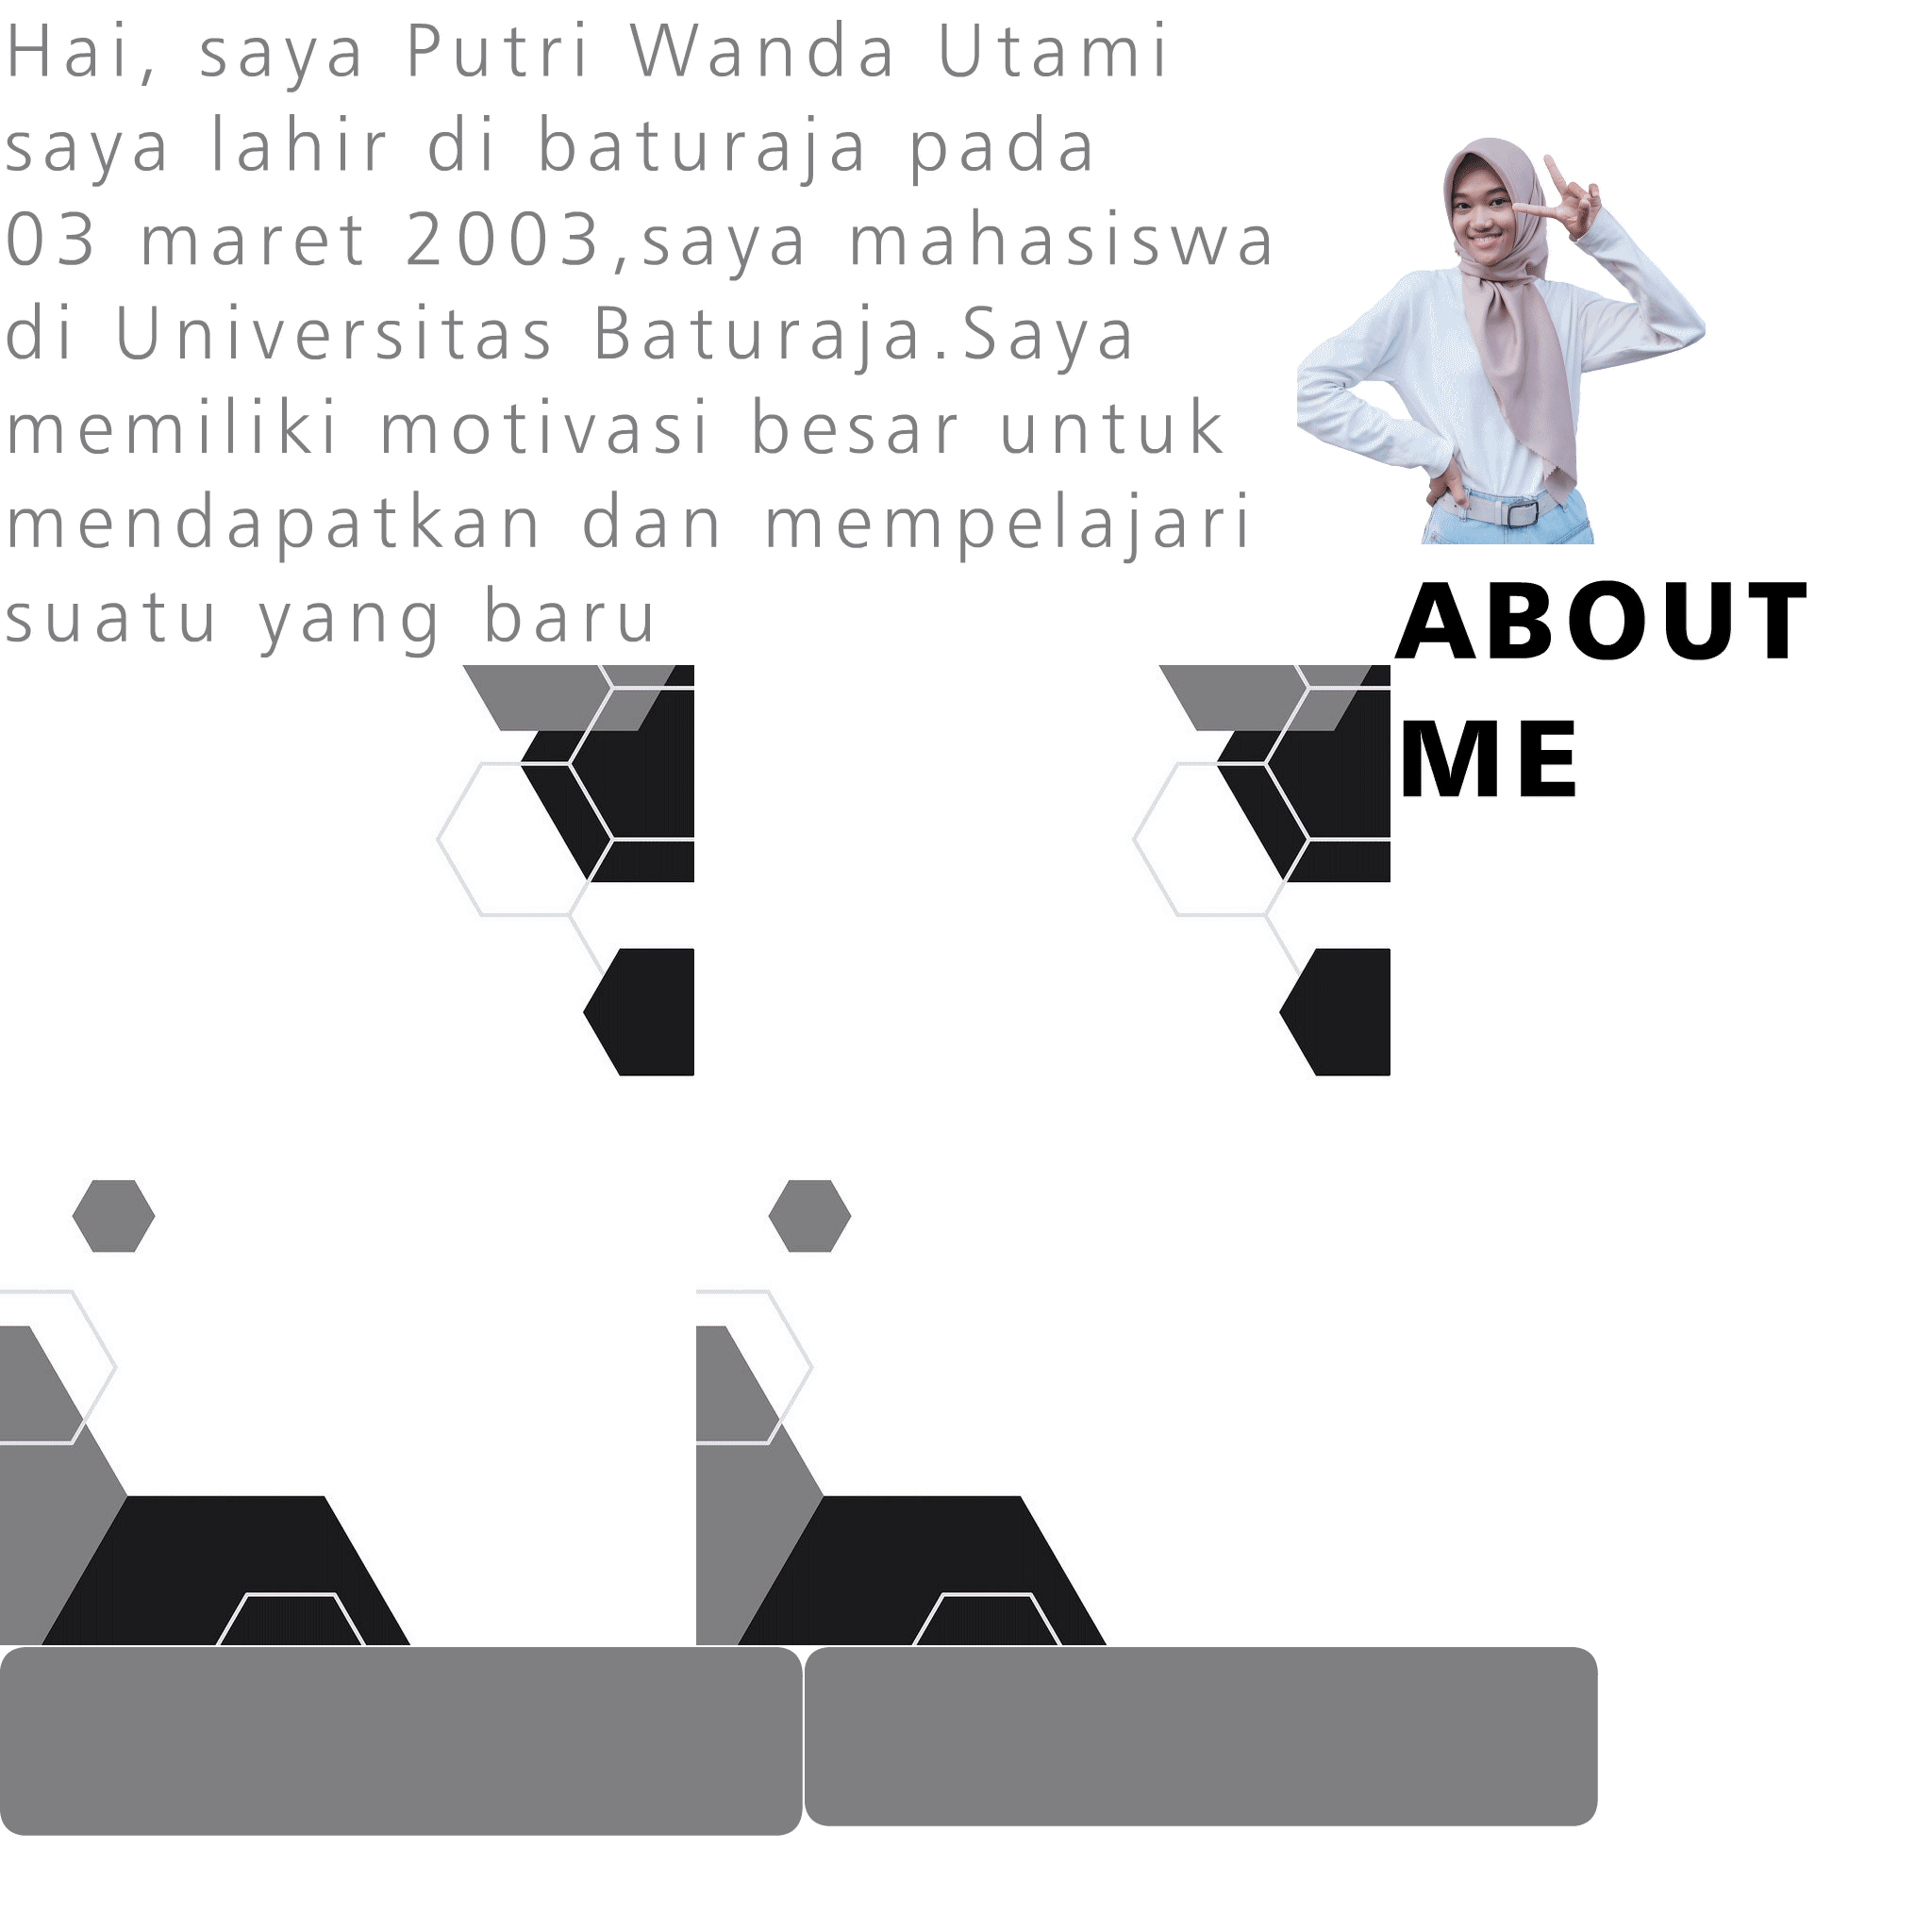 Hai, saya Putri Wanda Utami
saya lahir di baturaja pada
03 maret 2003,saya mahasiswa
di Universitas Baturaja.Saya
memiliki motivasi besar untuk
mendapatkan dan mempelajari
suatu yang baru
ABOUT
ME